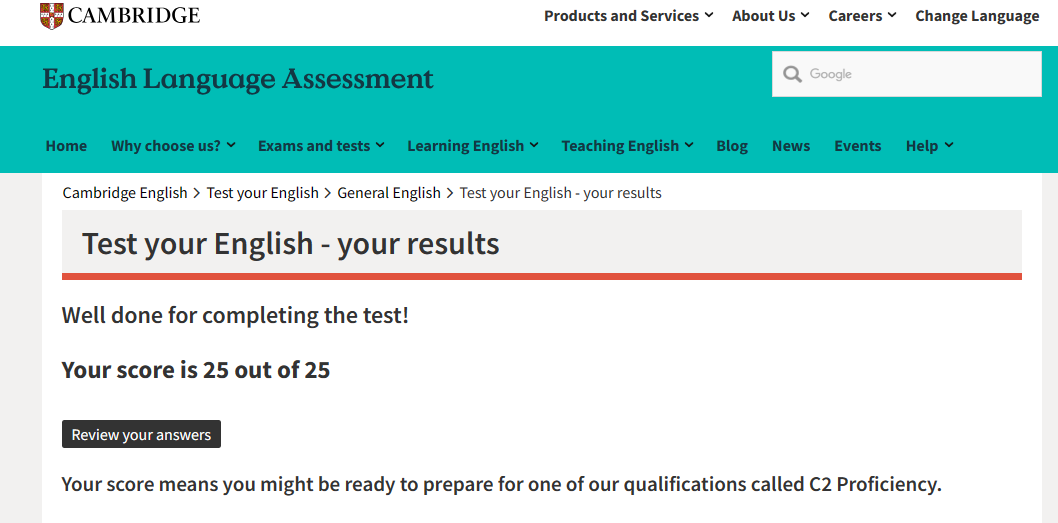 CAMBRIDGE
Products and Services About Us Careers Change Language
English Language Assessment
Google
Home Why choose us? Exams and tests Learning English Teaching English Blog News Events Help
Cambridge English > Test your English > General English > Test your English - your results
Test your English - your results
Well done for completing the test!
Your score is 25 out of 25
Review your answers
Your score means you might be ready to prepare for one of our qualifications called C2 Proficiency.